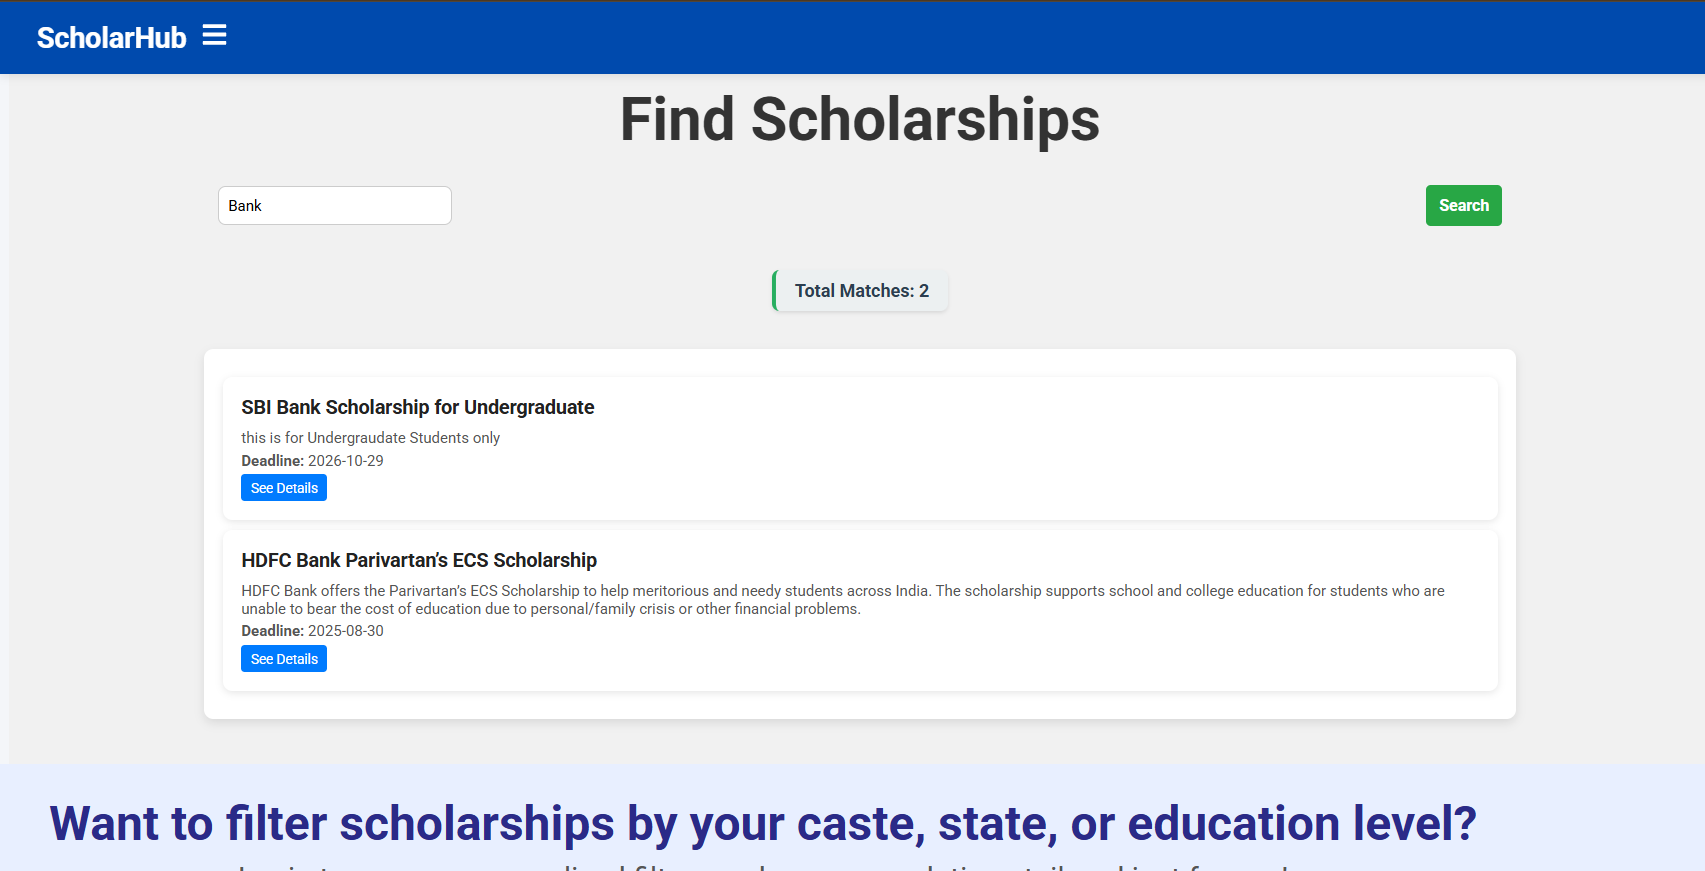 ScholarHub
Find Scholarships
Bank
Search
Total Matches: 2
SBI Bank Scholarship for Undergraduate
this is for Undergraudate Students only
Deadline: 2026-10-29
See Details
HDFC Bank Parivartan’s ECS Scholarship
HDFC Bank offers the Parivartan’s ECS Scholarship to help meritorious and needy students across India. The scholarship supports school and college education for students who are
unable to bear the cost of education due to personal/family crisis or other financial problems.
Deadline: 2025-08-30
See Details
Want to filter scholarships by your caste, state, or education level?